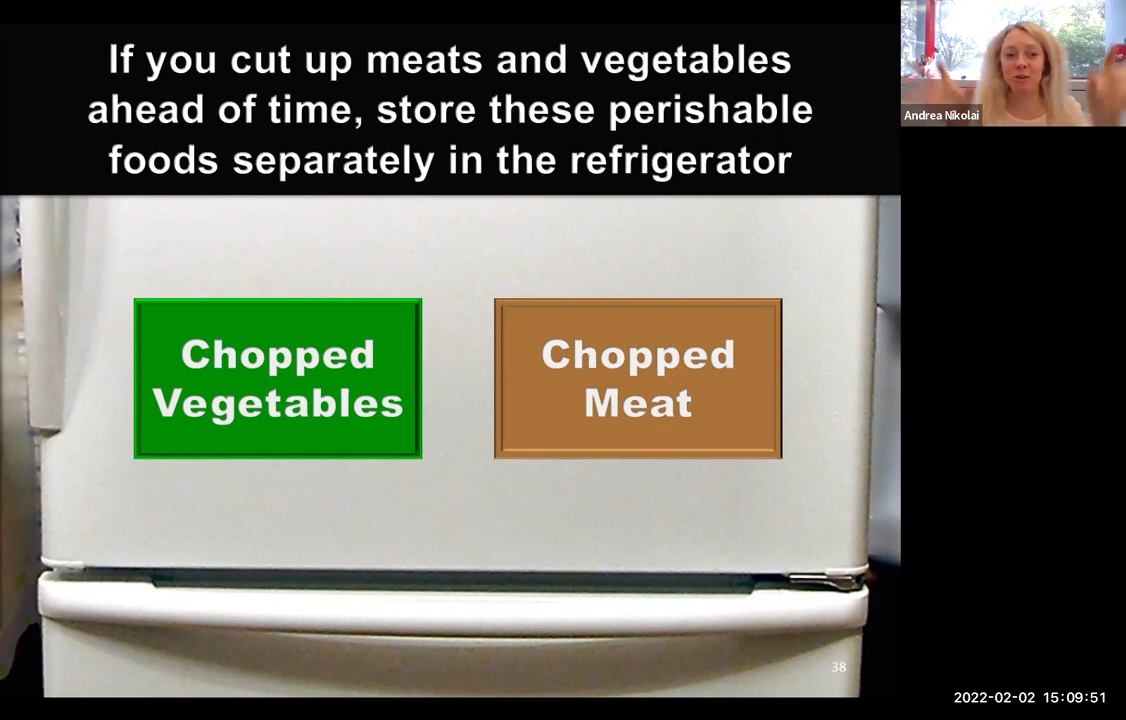 If you cut up meats and vegetables
ahead of time, store these perishable
foods separately in the refrigerator
Andrea Nikolai
Chopped
Vegetables
Chopped
Meat
38
2022-02-02 15:09:51